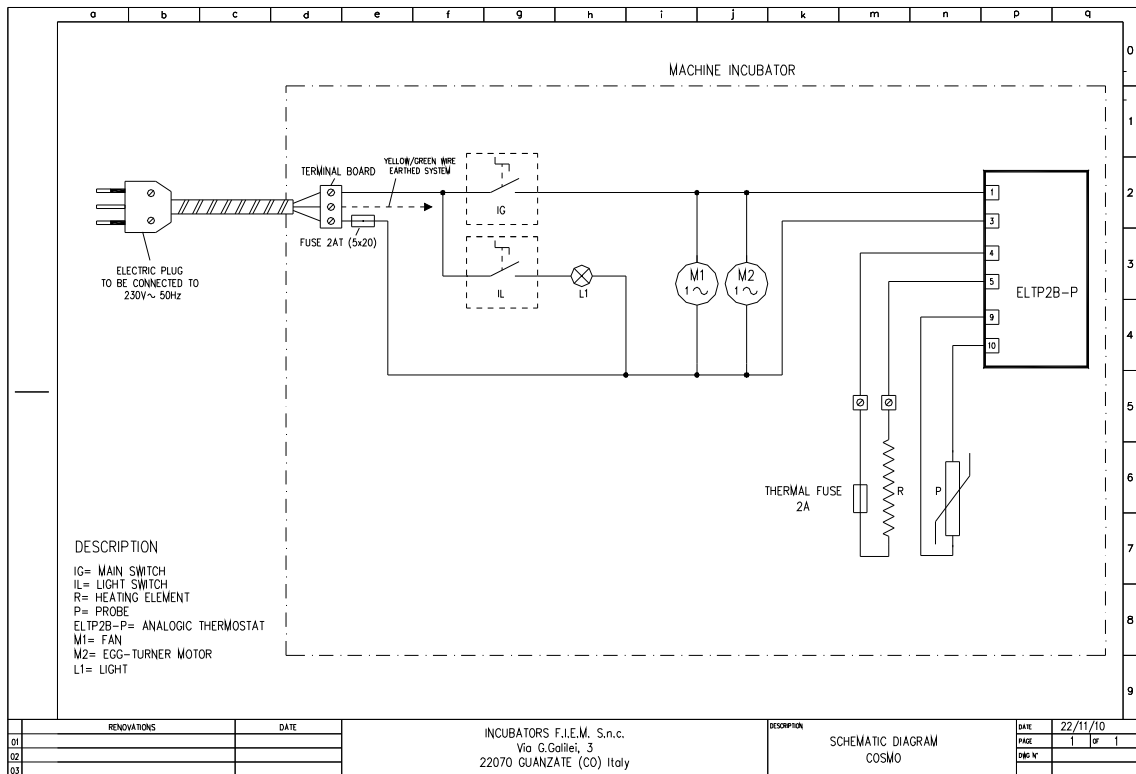 a b c d e f g h i j k l m n p q
0
1
2
3
4
5
6
7
8
9
MACHINE INCUBATOR
TERMINAL BOARD
YELLOW/GREEN WIRE
EARTHED SYSTEM
FUSE 2AT (5x20)
ELECTRIC PLUG
TO BE CONNECTED TO
230V~ 50Hz
IG
IL
L1
M1
1~
M2
1~
1
3
4
5
9
10
ELTP2B-P
THERMAL FUSE
2A
R
P
DESCRIPTION
IG= MAIN SWITCH
IL= LIGHT SWITCH
R= HEATING ELEMENT
P= PROBE
ELTP2B-P= ANALOGIC THERMOSTAT
M1= FAN
M2= EGG-TURNER MOTOR
L1= LIGHT
RENOVATIONS DATE
01
02
03
INCUBATORS F.I.E.M. S.n.c.
Via G.Galilei, 3
22070 GUANZATE (CO) Italy
DESCRIPTION
SCHEMATIC DIAGRAM
COSMO
DATE 22/11/10
PAGE 1 OF 1
DWG N°